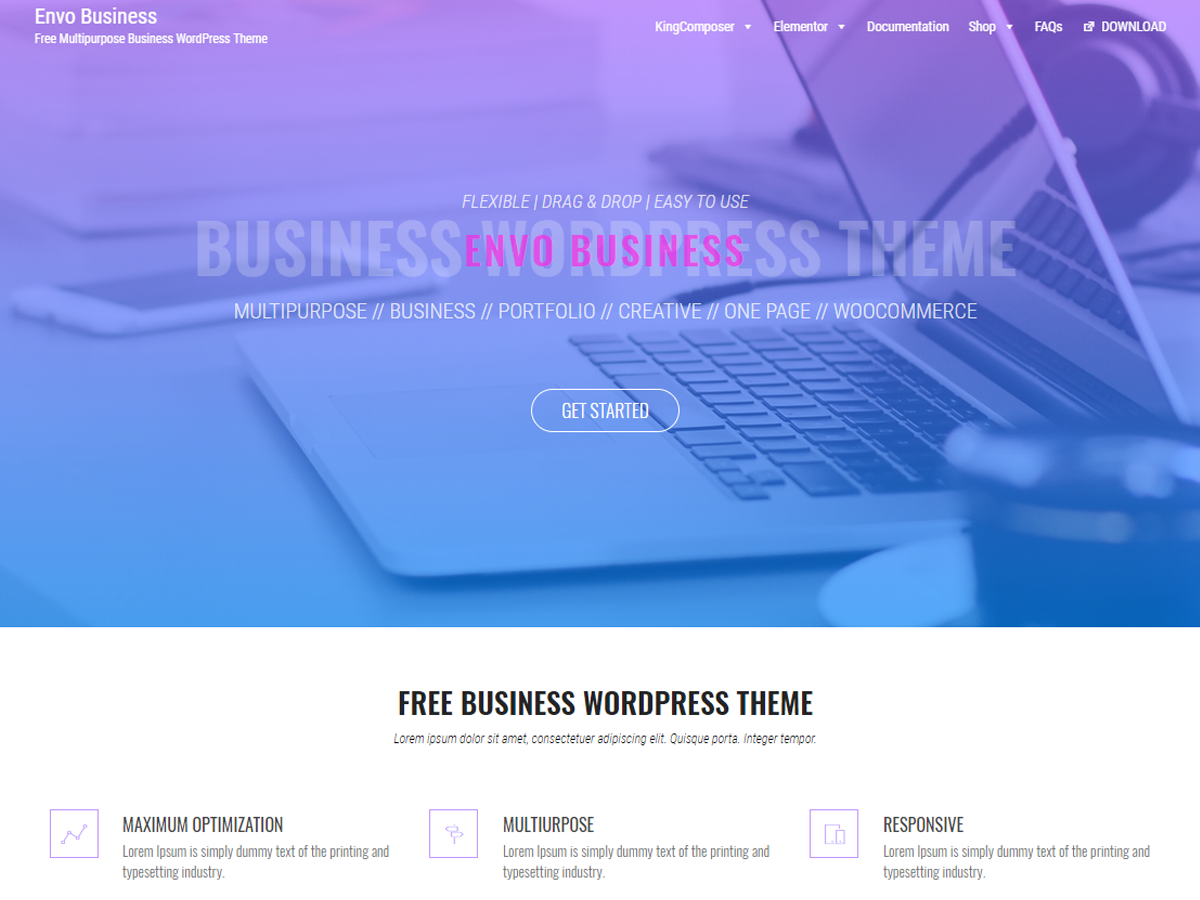 Envo Business
Free Multipurpose Business WordPress Theme
KingComposer Elementor Documentation Shop FAQs DOWNLOAD
FLEXIBLE | DRAG & DROP | EASY TO USE
BUSINESS WORDPRESS THEME
ENVO BUSINESS
MULTIPURPOSE // BUSINESS // PORTFOLIO // CREATIVE // ONE PAGE // WOOCOMMERCE
GET STARTED
FREE BUSINESS WORDPRESS THEME
Lorem ipsum dolor sit amet, consectetuer adipiscing elit. Quisque porta. Integer tempor.
MAXIMUM OPTIMIZATION
Lorem Ipsum is simply dummy text of the printing and
typesetting industry.
MULTIURPOSE
Lorem Ipsum is simply dummy text of the printing and
typesetting industry.
RESPONSIVE
Lorem Ipsum is simply dummy text of the printing and
typesetting industry.